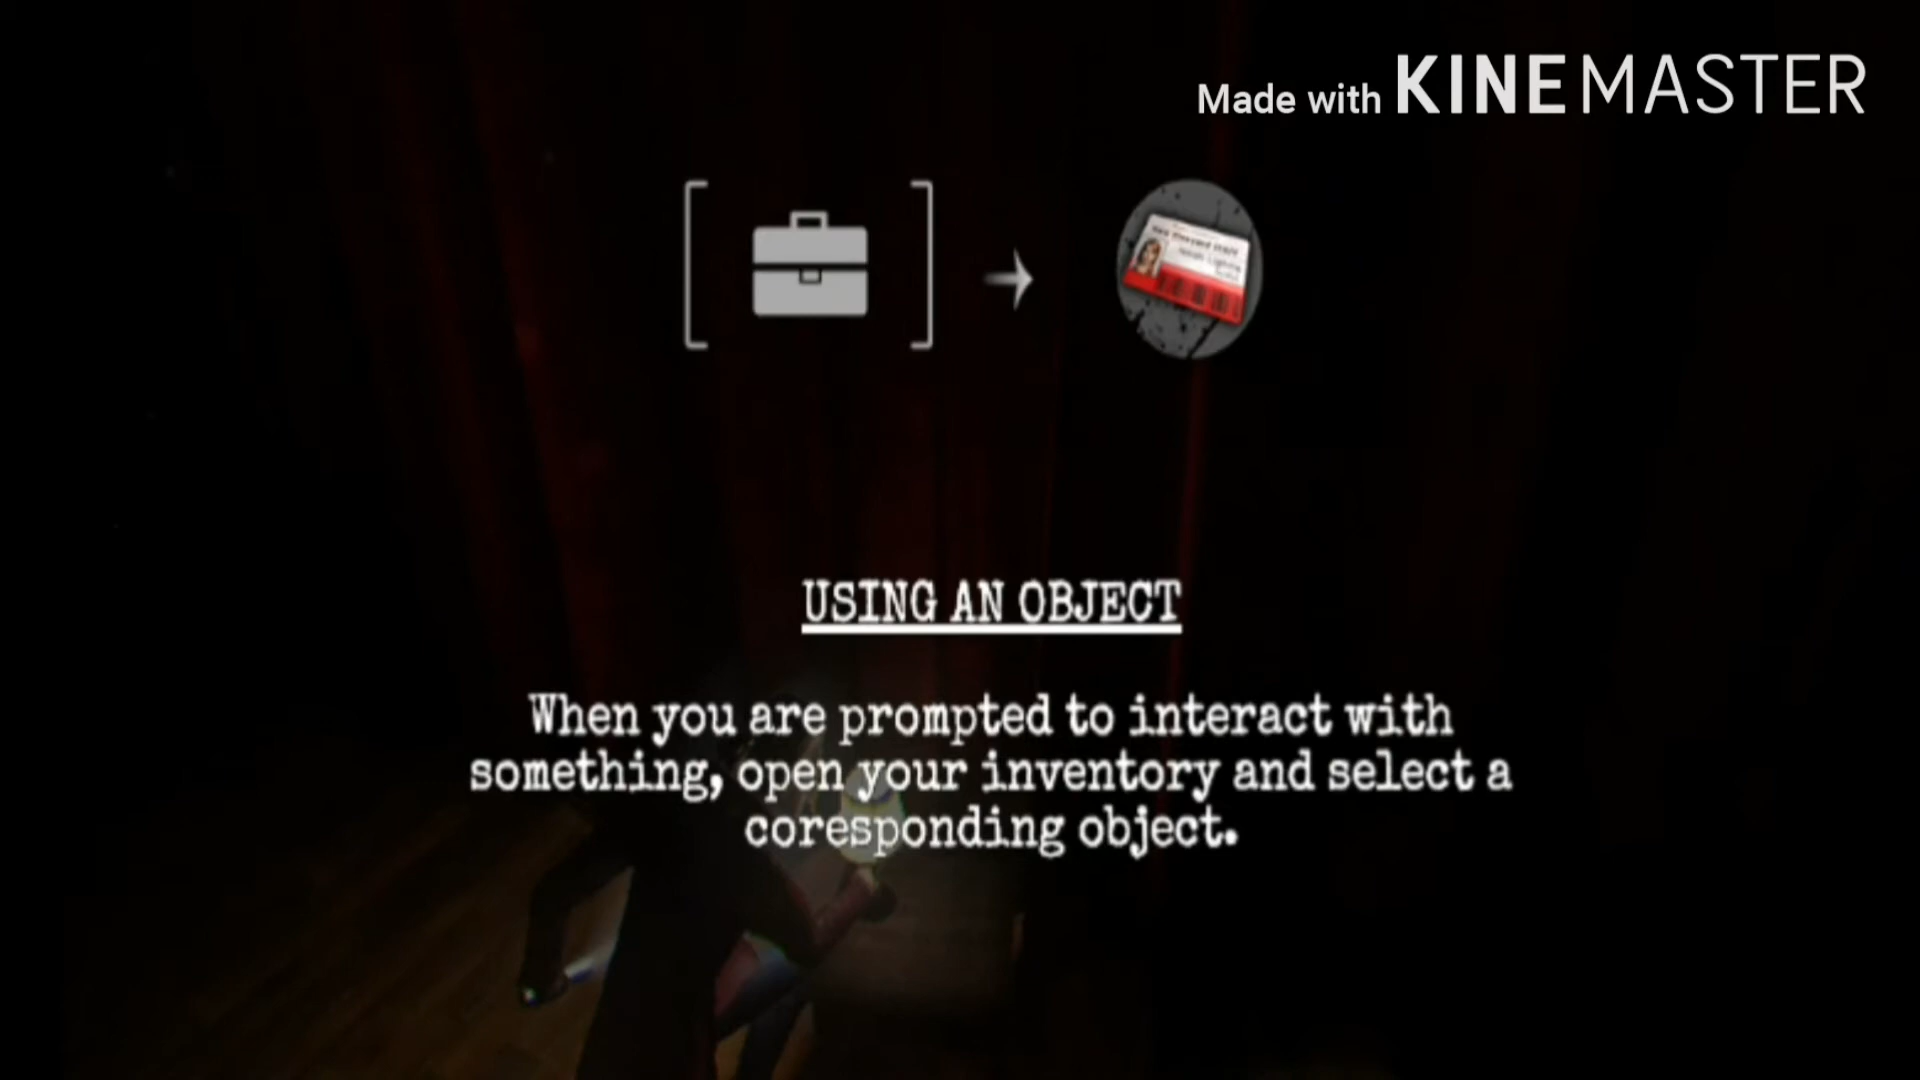 Made with KINEMASTER
USING AN OBJECT
When you are prompted to interact with
something, open your inventory and select a
coresponding object.